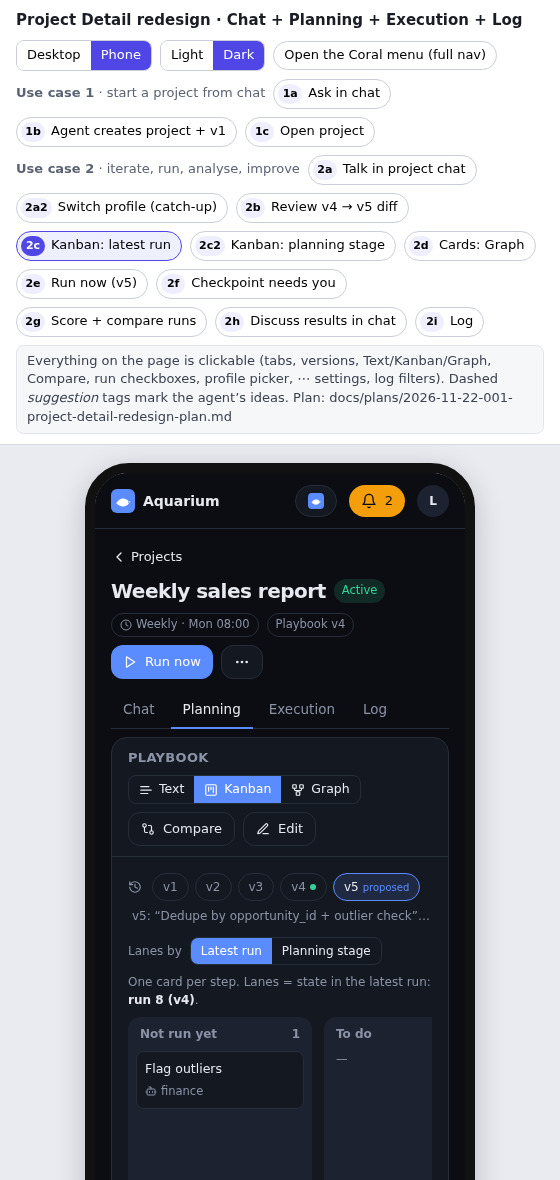 Project Detail redesign · Chat + Planning + Execution + Log
Desktop Phone Light Dark Open the Coral menu (full nav)
Use case 1 · start a project from chat 1a Ask in chat
1b Agent creates project + v1 1c Open project
Use case 2 · iterate, run, analyse, improve 2a Talk in project chat
2a2 Switch profile (catch-up) 2b Review v4 → v5 diff
2c Kanban: latest run 2c2 Kanban: planning stage 2d Cards: Graph
2e Run now (v5) 2f Checkpoint needs you
2g Score + compare runs 2h Discuss results in chat 2i Log
Everything on the page is clickable (tabs, versions, Text/Kanban/Graph,
Compare, run checkboxes, profile picker, ··· settings, log filters). Dashed
suggestion tags mark the agent’s ideas. Plan: docs/plans/2026-11-22-001-
project-detail-redesign-plan.md
Aquarium 2 L
Projects
Weekly sales report Active
Weekly · Mon 08:00 Playbook v4
Run now ···
Chat Planning Execution Log
PLAYBOOK
Text Kanban Graph
Compare Edit
v1 v2 v3 v4 v5 proposed
v5: “Dedupe by opportunity_id + outlier check”…
Lanes by Latest run Planning stage
One card per step. Lanes = state in the latest run:
run 8 (v4).
Not run yet 1 To do
Flag outliers —
finance